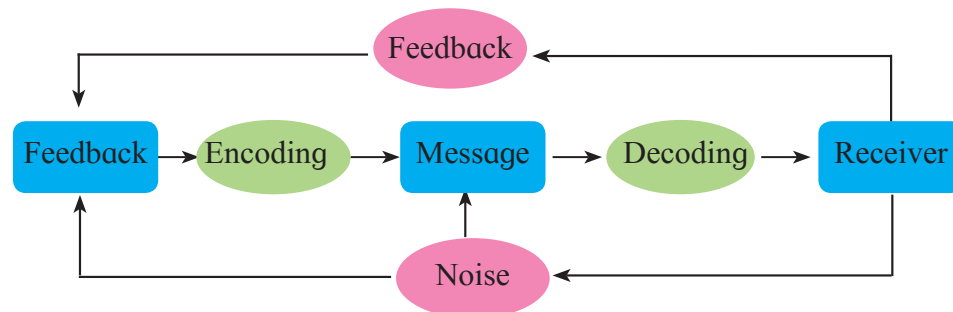 Feedback
Feedback
Encoding
Message
Decoding
Receiver
Noise